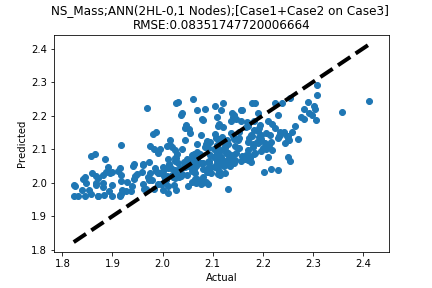 NS_Mass;ANN(2HL-0,1 Nodes);[Case1+Case2 on Case3]
RMSE:0.08351747720006664
2.4
2.3
2.2
2.1
2.0
1.9
1.8
Predicted
1.8 1.9 2.0 2.1 2.2 2.3 2.4
Actual